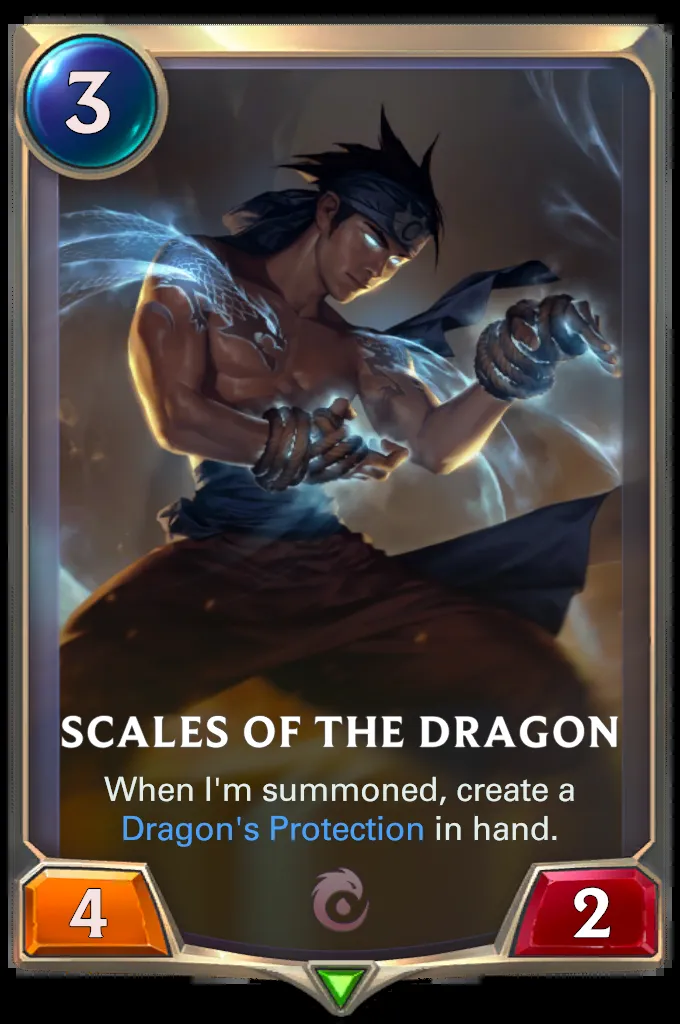 3
SCALES OF THE DRAGON
When I'm summoned, create a
Dragon's Protection in hand.
4
2